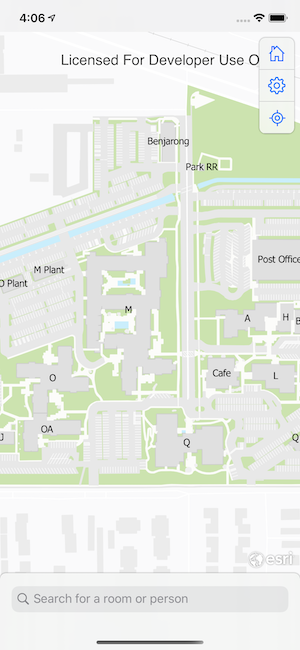 4:06
Licensed For Developer Use O
Benjarong
Park RR
Post Office
M Plant
O Plant
M
A
H
B
Cafe
L
O
OA
J
Q
Q
esri
Search for a room or person